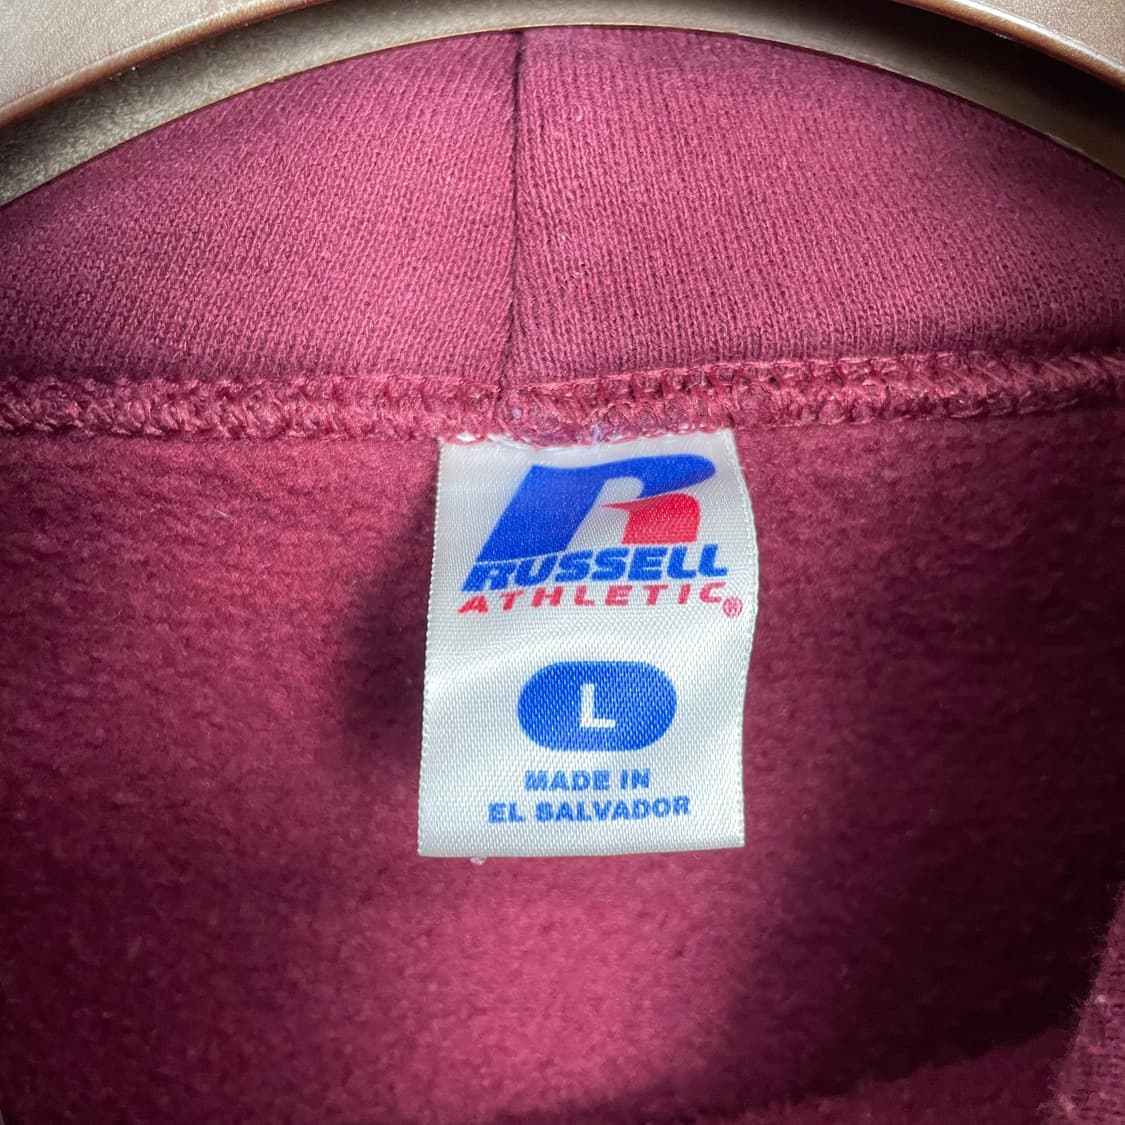 RUSSELL
ATHLETIC®
L
MADE IN
EL SALVADOR